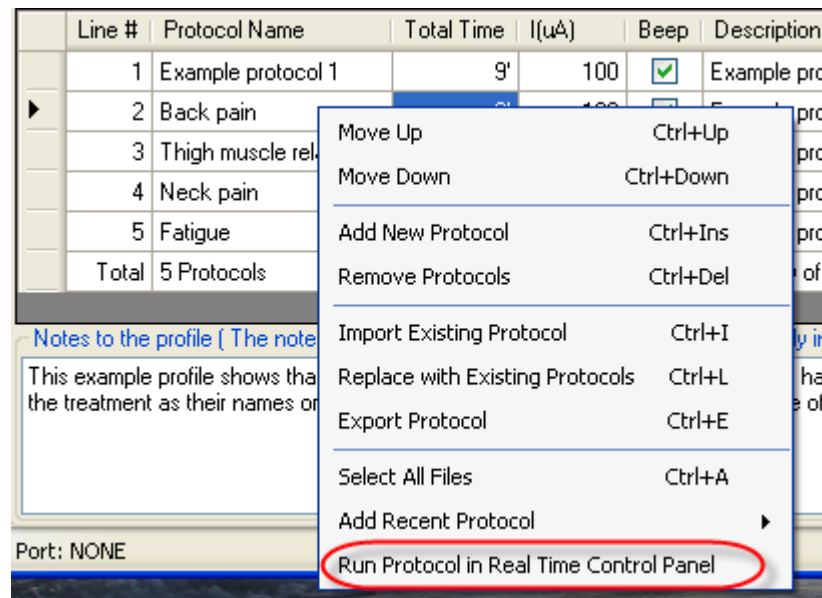 Line # Protocol Name Total Time I(uA) Beep Description
1 Example protocol 1 9' 100 Example
2 Back pain
3 Thigh muscle
4 Neck pain
5 Fatigue
Total 5 Protocols of
Move Up Ctrl+Up
Move Down Ctrl+Down
Add New Protocol Ctrl+Ins
Remove Protocols Ctrl+Del
Import Existing Protocol Ctrl+I
Replace with Existing Protocols Ctrl+L
Export Protocol Ctrl+E
Select All Files Ctrl+A
Add Recent Protocol
Run Protocol in Real Time Control Panel
Notes to the profile ( The note
This example profile shows
the treatment as their names
Port: NONE